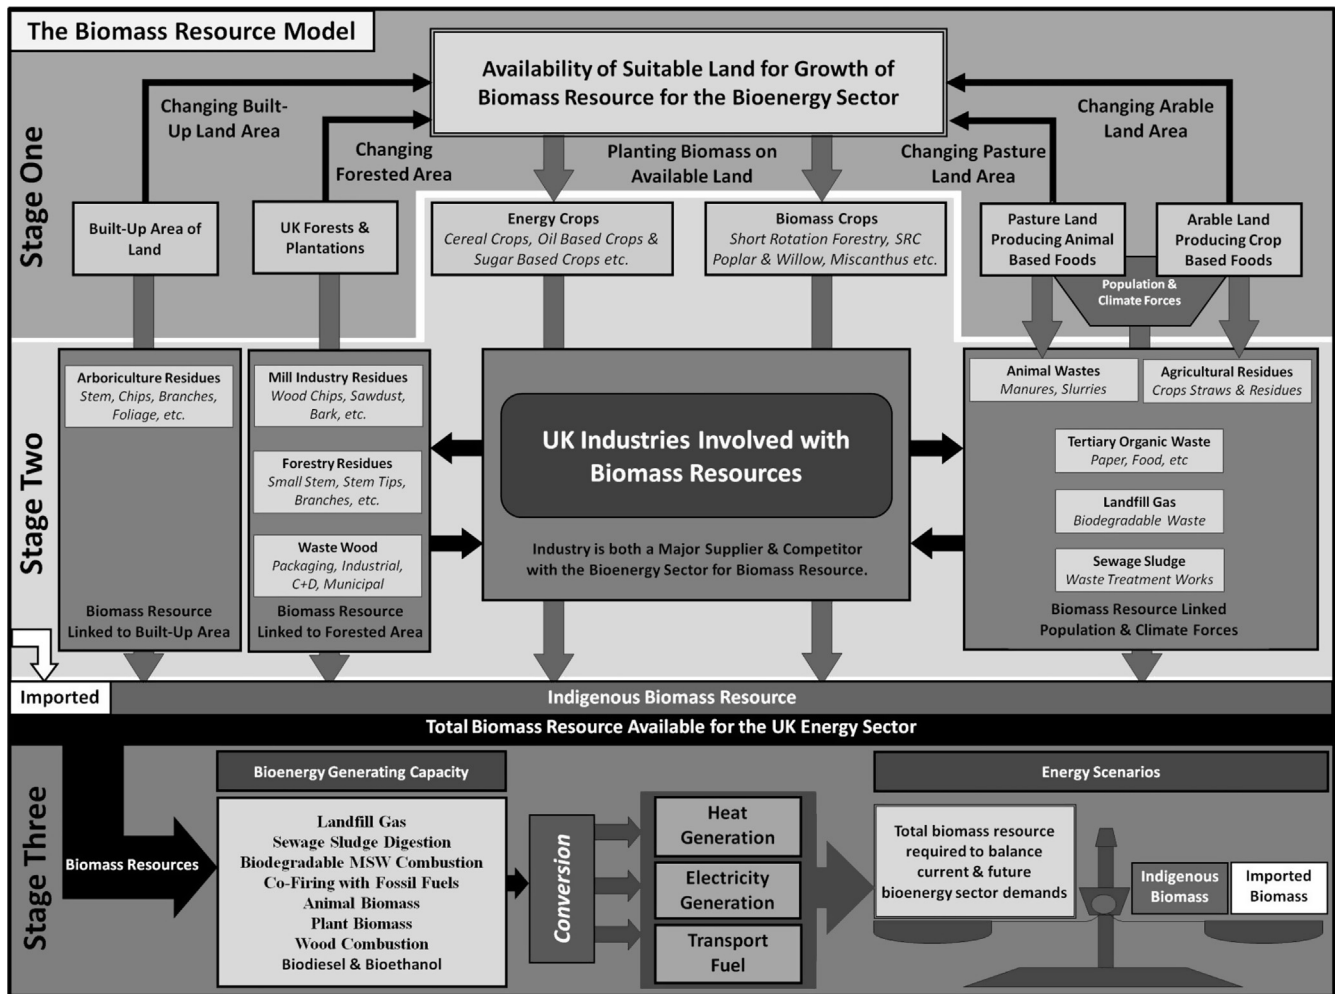 The Biomass Resource Model
Stage One
Availability of Suitable Land for Growth of
Biomass Resource for the Bioenergy Sector
Changing Built-
Up Land Area
Changing
Forested Area
Planting Biomass on
Available Land
Changing Pasture
Land Area
Changing Arable
Land Area
Built-Up Area of
Land
UK Forests &
Plantations
Energy Crops
Cereal Crops, Oil Based Crops &
Sugar Based Crops etc.
Biomass Crops
Short Rotation Forestry, SRC
Poplar & Willow, Miscanthus etc.
Pasture Land
Producing Animal
Based Foods
Arable Land
Producing Crop
Based Foods
Population &
Climate Forces
Stage Two
Arboriculture Residues
Stem, Chips, Branches,
Foliage, etc.
Biomass Resource
Linked to Built-Up Area
Mill Industry Residues
Wood Chips, Sawdust,
Bark, etc.
Forestry Residues
Small Stem, Stem Tips,
Branches, etc.
Waste Wood
Packaging, Industrial,
C+D, Municipal
Biomass Resource
Linked to Forested Area
UK Industries Involved with
Biomass Resources
Industry is both a Major Supplier & Competitor
with the Bioenergy Sector for Biomass Resource.
Animal Wastes
Manures, Slurries
Agricultural Residues
Crops Straws & Residues
Tertiary Organic Waste
Paper, Food, etc
Landfill Gas
Biodegradable Waste
Sewage Sludge
Waste Treatment Works
Biomass Resource Linked
Population & Climate Forces
Imported
Indigenous Biomass Resource
Total Biomass Resource Available for the UK Energy Sector
Stage Three
Biomass Resources
Bioenergy Generating Capacity
Landfill Gas
Sewage Sludge Digestion
Biodegradable MSW Combustion
Co-Firing with Fossil Fuels
Animal Biomass
Plant Biomass
Wood Combustion
Biodiesel & Bioethanol
Conversion
Heat
Generation
Electricity
Generation
Transport
Fuel
Energy Scenarios
Total biomass resource
required to balance
current & future
bioenergy sector demands
Indigenous
Biomass
Imported
Biomass